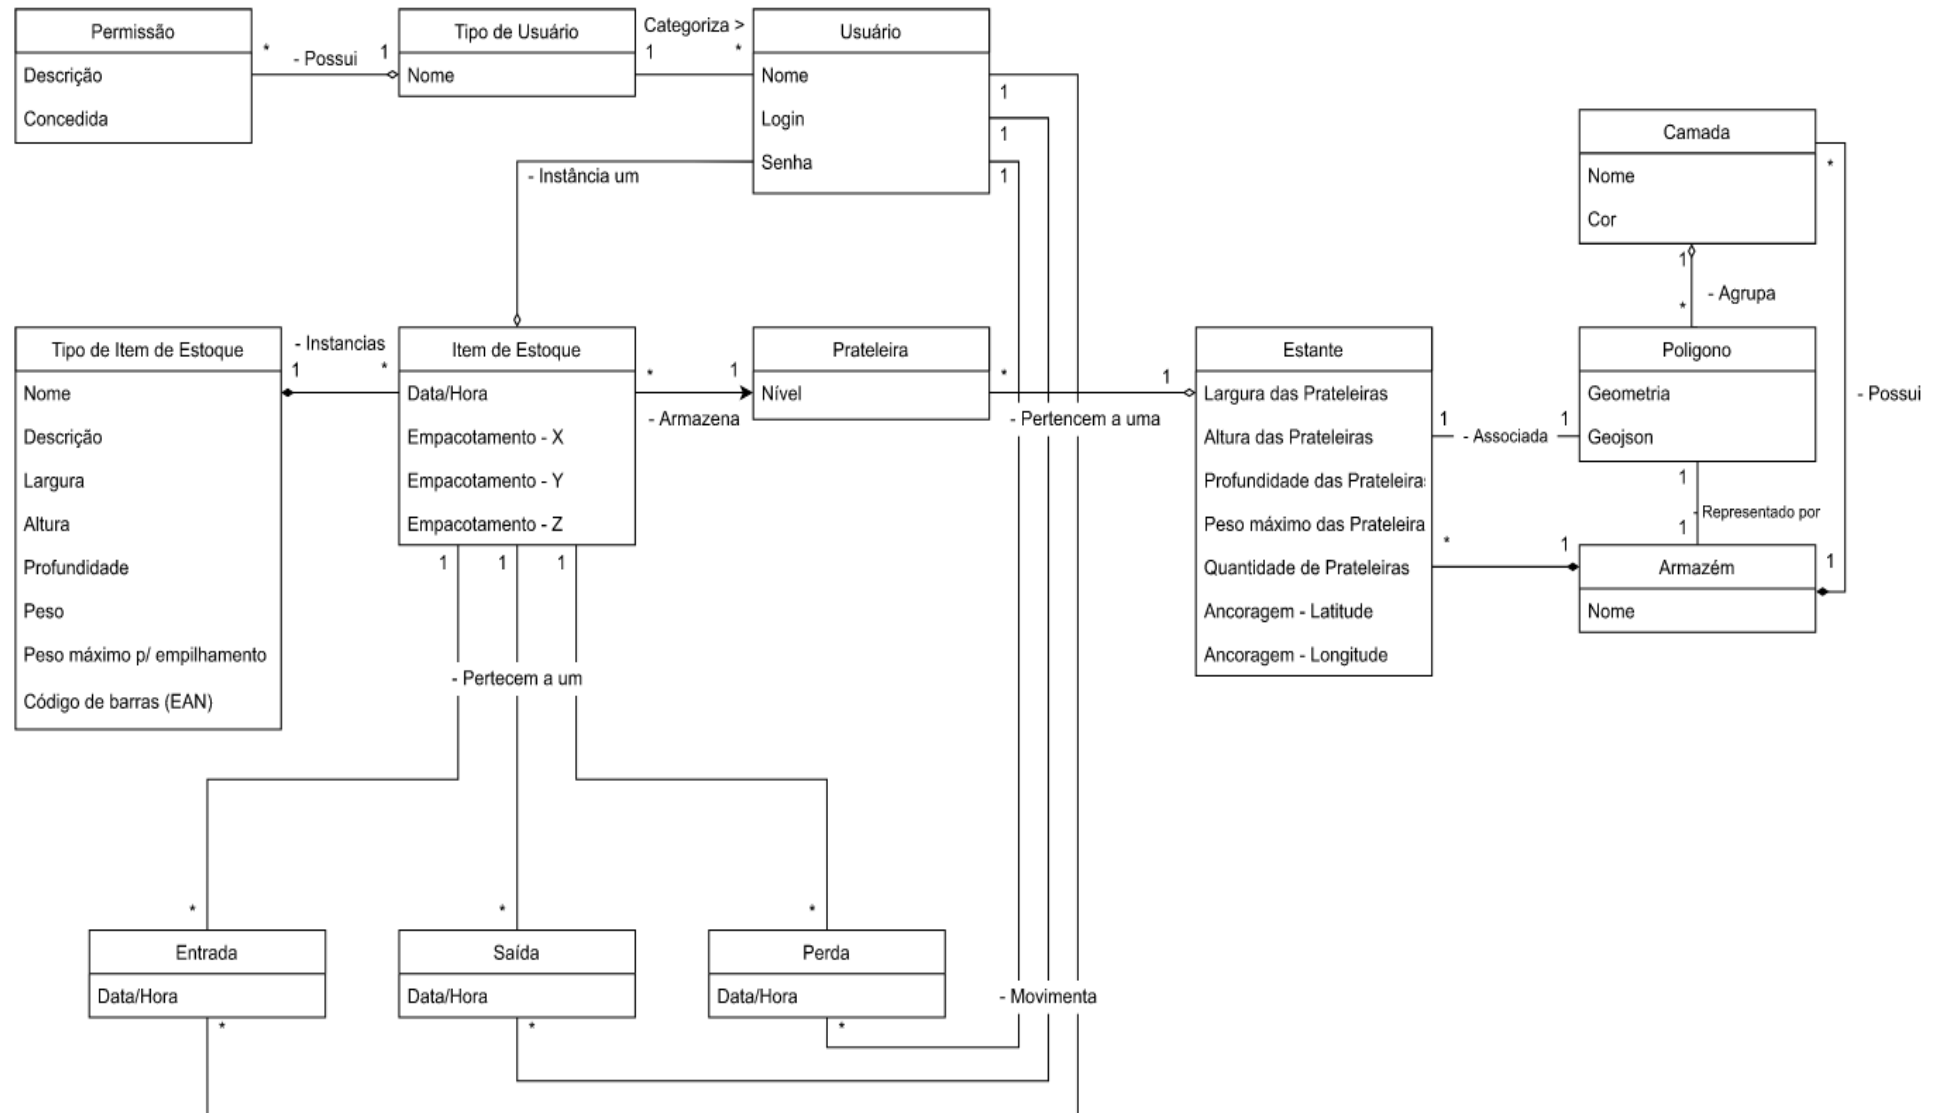 Permissão
Descrição
Concedida
*
- Possui
1
Tipo de Usuário
Nome
Categoriza >
1
*
Usuário
Nome
Login
Senha
1
1
1
- Instância um
Camada
Nome
Cor
*
1
- Agrupa
*
- Possui
Tipo de Item de Estoque
Nome
Descrição
Largura
Altura
Profundidade
Peso
Peso máximo p/ empilhamento
Código de barras (EAN)
- Instancias
1
*
Item de Estoque
Data/Hora
Empacotamento - X
Empacotamento - Y
Empacotamento - Z
*
1
- Armazena
Prateleira
Nível
*
1
- Pertencem a uma
Estante
Largura das Prateleiras
Altura das Prateleiras
Profundidade das Prateleira
Peso máximo das Prateleira
Quantidade de Prateleiras
Ancoragem - Latitude
Ancoragem - Longitude
1
1
- Associada
Poligono
Geometria
Geojson
1
- Representado por
1
*
1
Armazém
Nome
1
1
1
1
- Pertecem a um
*
*
*
Entrada
Data/Hora
*
Saída
Data/Hora
*
Perda
Data/Hora
*
- Movimenta